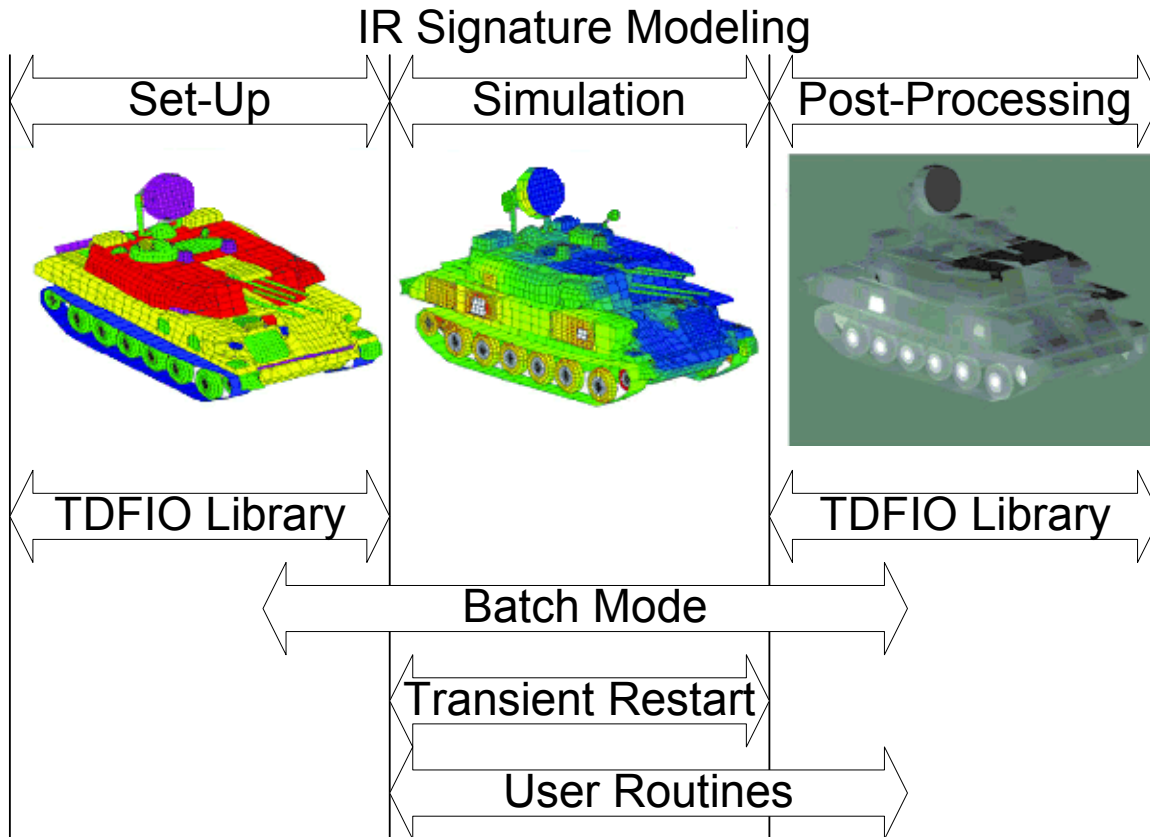 IR Signature Modeling
Set-Up
Simulation
Post-Processing
TDFIO Library
TDFIO Library
Batch Mode
Transient Restart
User Routines